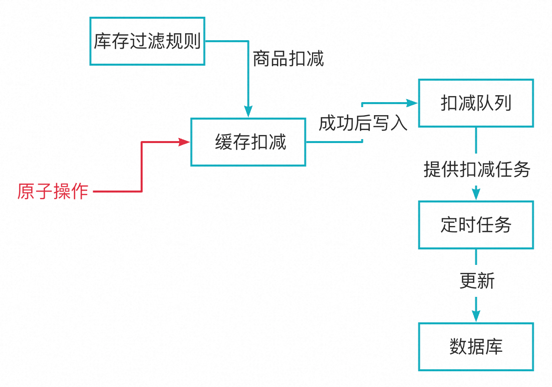 库存过滤规则
商品扣减
扣减队列
成功后写入
缓存扣减
提供扣减任务
原子操作
定时任务
更新
数据库